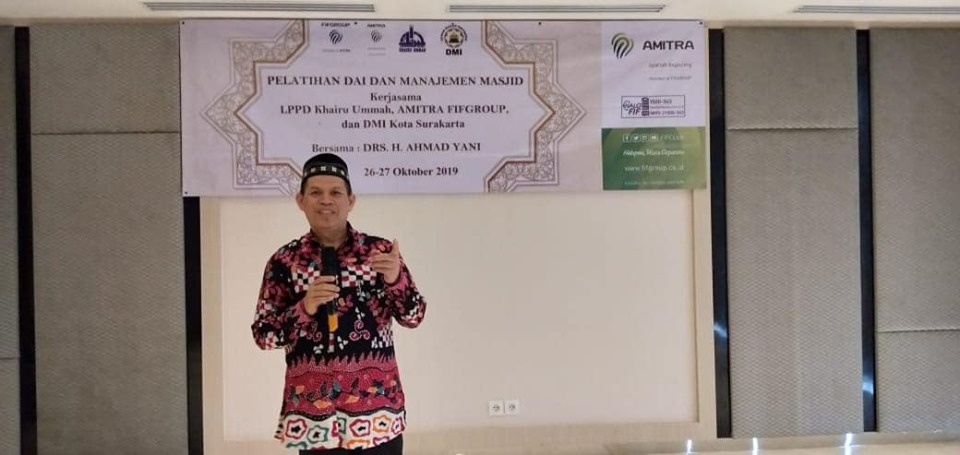 FIFGROUP
AMITRA
DMI
PELATIHAN DAI DAN MANAJEMEN MASJID
Kerjasama
LPPD Khairu Ummah, AMITRA FIFGROUP,
dan DMI Kota Surakarta
Bersama : DRS. H. AHMAD YANI
26-27 Oktober 2019
AMITRA
FIF
www.fifgroup.co.id